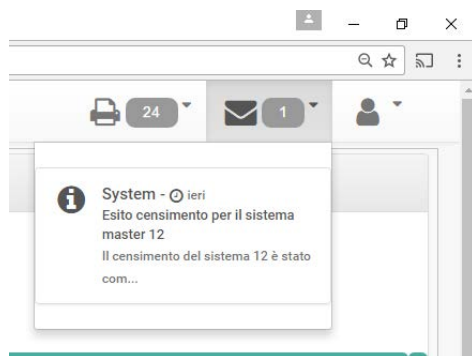 24
1
System - ieri
Esito censimento per il sistema
master 12
Il censimento del sistema 12 è stato
com...